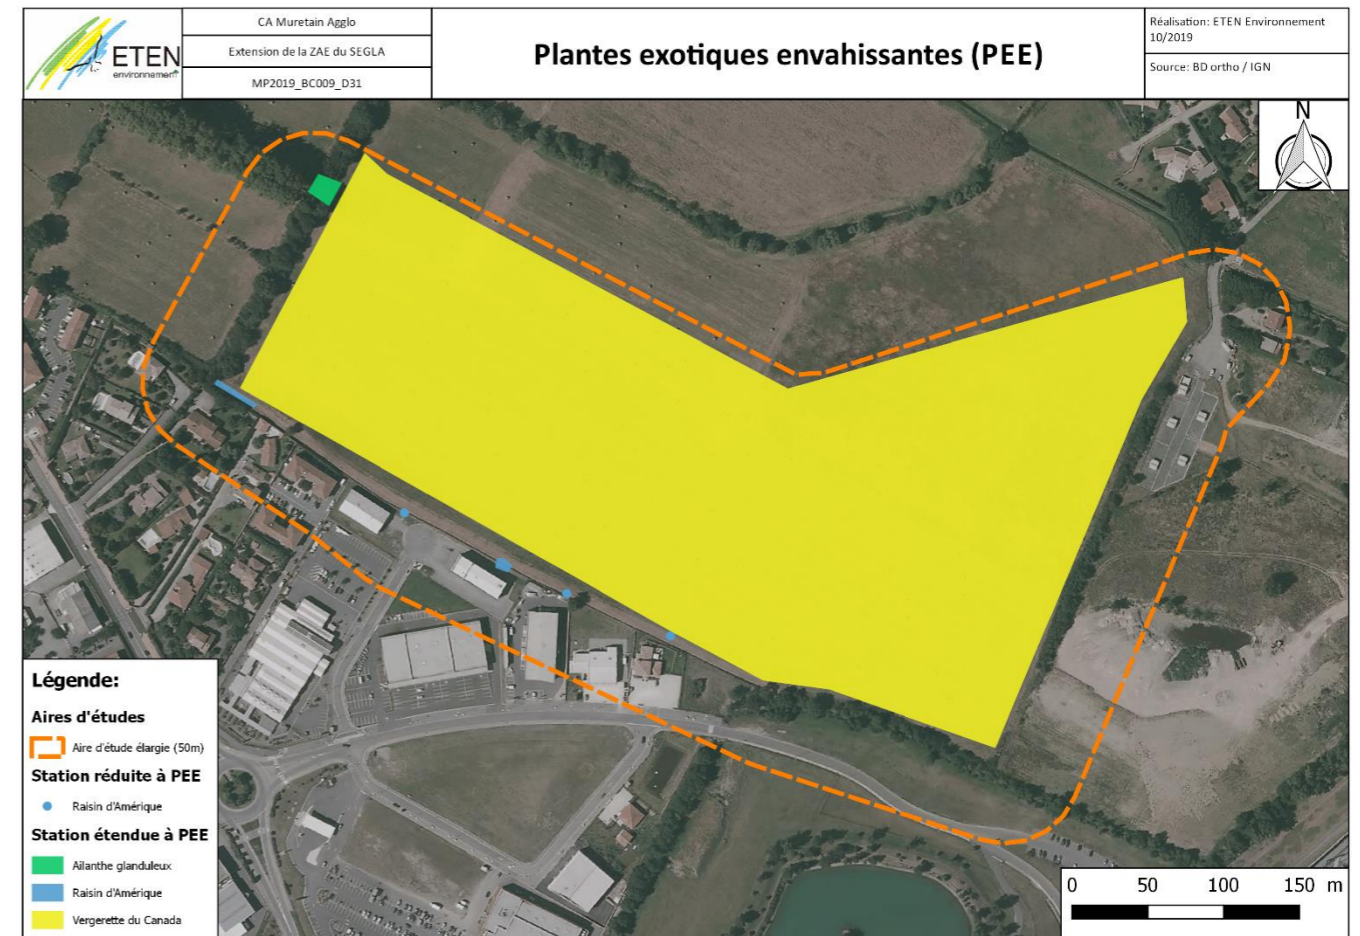 ETEN
environnement
CA Muretain Agglo
Extension de la ZAE du SEGLA
MP2019_BC009_D31
Plantes exotiques envahissantes (PEE)
Réalisation: ETEN Environnement
10/2019
Source: BD ortho / IGN
N
Légende:
Aires d'études
Aire d'étude élargie (50m)
Station réduite à PEE
Raisin d'Amérique
Station étendue à PEE
Ailanthe glanduleux
Raisin d'Amérique
Vergerette du Canada
0 50 100 150 m